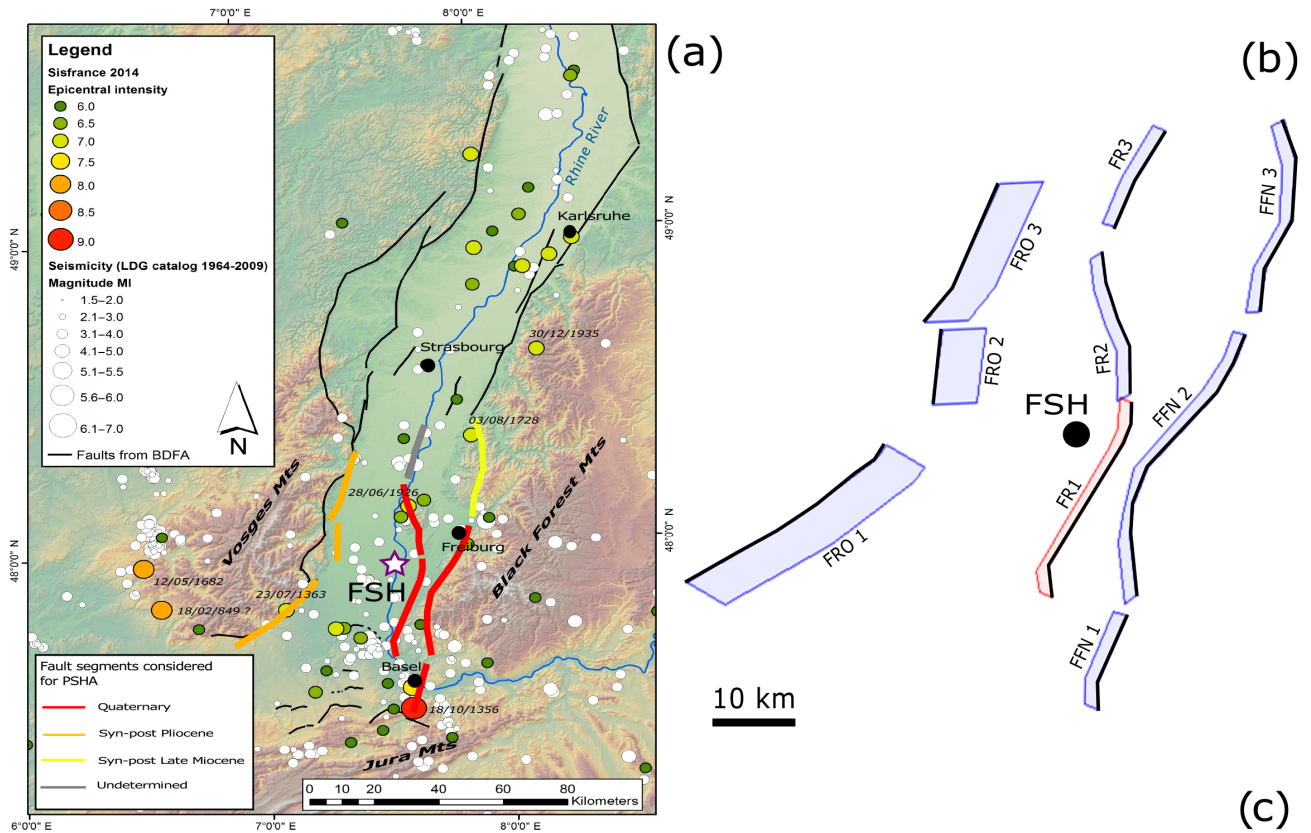 7°0'0" E
8°0'0" E
(a)
(b)
Legend
Sisfrance 2014
Epicentral intensity
6.0
6.5
7.0
7.5
8.0
8.5
9.0
Seismicity (LDG catalog 1964-2009)
Magnitude Ml
1.5–2.0
2.1–3.0
3.1–4.0
4.1–5.0
5.1–5.5
5.6–6.0
6.1–7.0
N
Faults from BDFA
49°0'0" N
49°0'0" N
48°0'0" N
48°0'0" N
Rhine River
Karlsruhe
30/12/1935
Strasbourg
03/08/1728
Vosges Mts
28/06/1926
Black Forest Mts
Freiburg
12/05/1682
FSH
23/07/1363
18/02/849 ?
Basel
18/10/1356
Jura Mts
Fault segments considered
for PSHA
Quaternary
Syn-post Pliocene
Syn-post Late Miocene
Undetermined
0 10 20 40 60 80
Kilometers
6°0'0" E
7°0'0" E
8°0'0" E
FR3
FFN 3
FRO 3
FRO 2
FR2
FFN 2
FSH
FR1
FRO 1
FFN 1
10 km
(c)